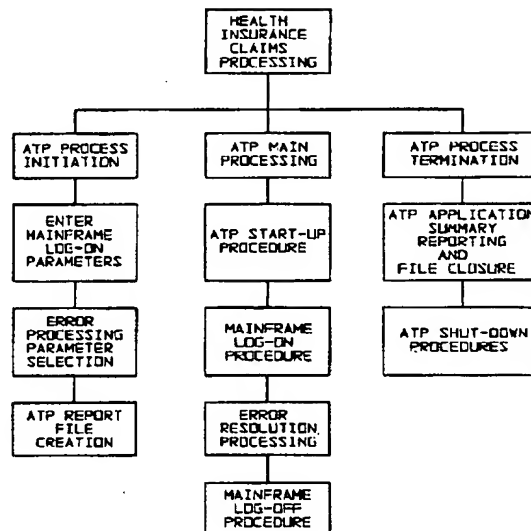 HEALTH
INSURANCE
CLAIMS
PROCESSING
ATP PROCESS
INITIATION
ATP MAIN
PROCESSING
ATP PROCESS
TERMINATION
ENTER
MAINFRAME
LOG-ON
PARAMETERS
ATP START-UP
PROCEDURE
ATP APPLICATION
SUMMARY
REPORTING
AND
FILE CLOSURE
ERROR
PROCESSING
PARAMETER
SELECTION
MAINFRAME
LOG-ON
PROCEDURE
ATP SHUT-DOWN
PROCEDURES
ATP REPORT
FILE
CREATION
ERROR
RESOLUTION
PROCESSING
MAINFRAME
LOG-OFF
PROCEDURE